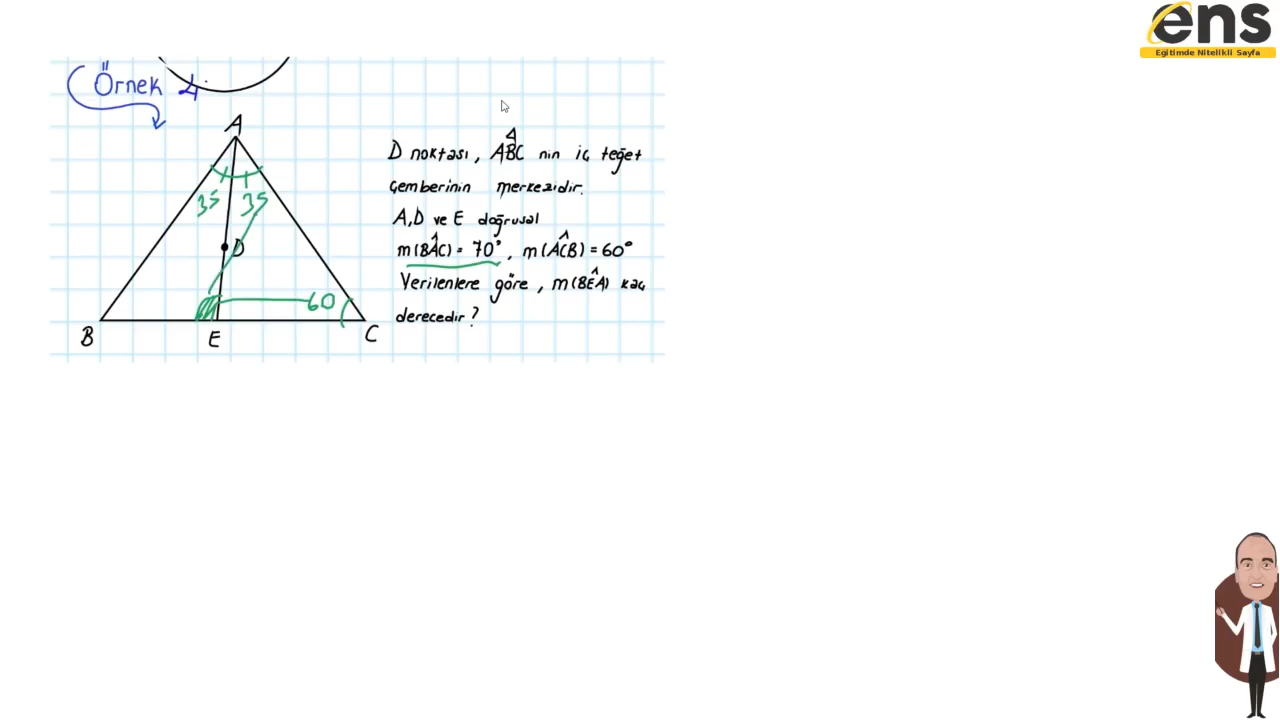 ens
Eğitimde Nitelikli Sayfa
Örnek 4
A
35 35
D
60
B
E
C
D noktası, ABC nin iç teğet
çemberinin merkezidir.
A, D ve E doğrusal
m(BÂC) = 70°, m(AĈB) = 60°
Verilenlere göre, m(BÊA) kaç
derecedir?